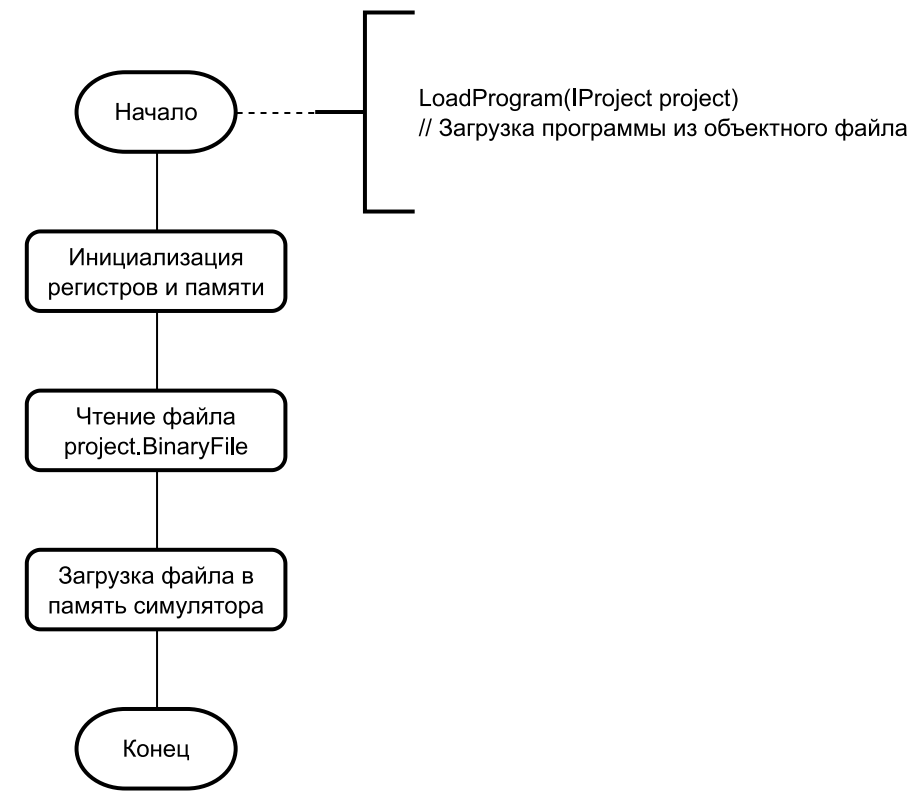 Начало
LoadProgram(IProject project)
// Загрузка программы из объектного файла
Инициализация
регистров и памяти
Чтение файла
project.BinaryFile
Загрузка файла в
память симулятора
Конец